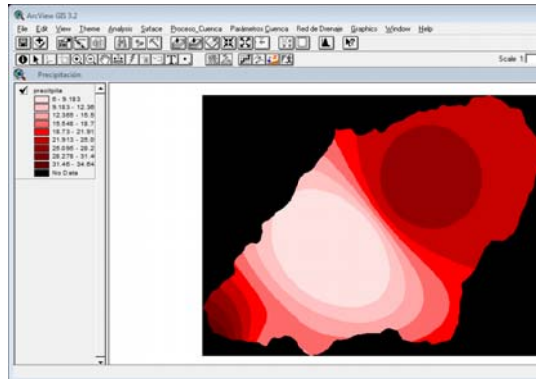 ArcView GIS 3.2
File Edit View Theme Analysis Surface Proceso_Cuenca Parámetros Cuenca Red de Drenaje Graphics Window Help
Scale 1:
Precipitación
precipita
6 - 9.183
9.183 - 12.36
12.365 - 15.5
15.548 - 18.7
18.73 - 21.91
21.913 - 25.0
25.095 - 28.2
28.278 - 31.4
31.46 - 34.64
No Data